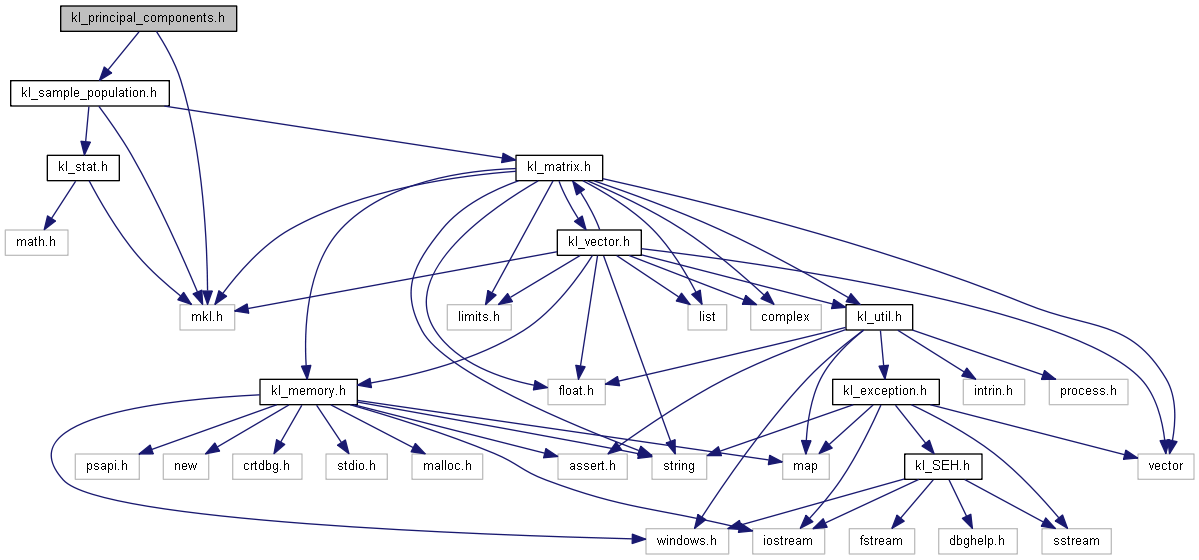 kl_principal_components.h
kl_sample_population.h
kl_stat.h
kl_matrix.h
math.h
kl_vector.h
mkl.h
limits.h
list
complex
kl_util.h
kl_memory.h
float.h
kl_exception.h
intrin.h
process.h
psapi.h
new
crtdbg.h
stdio.h
malloc.h
assert.h
string
map
kl_SEH.h
vector
windows.h
iostream
fstream
dbghelp.h
sstream